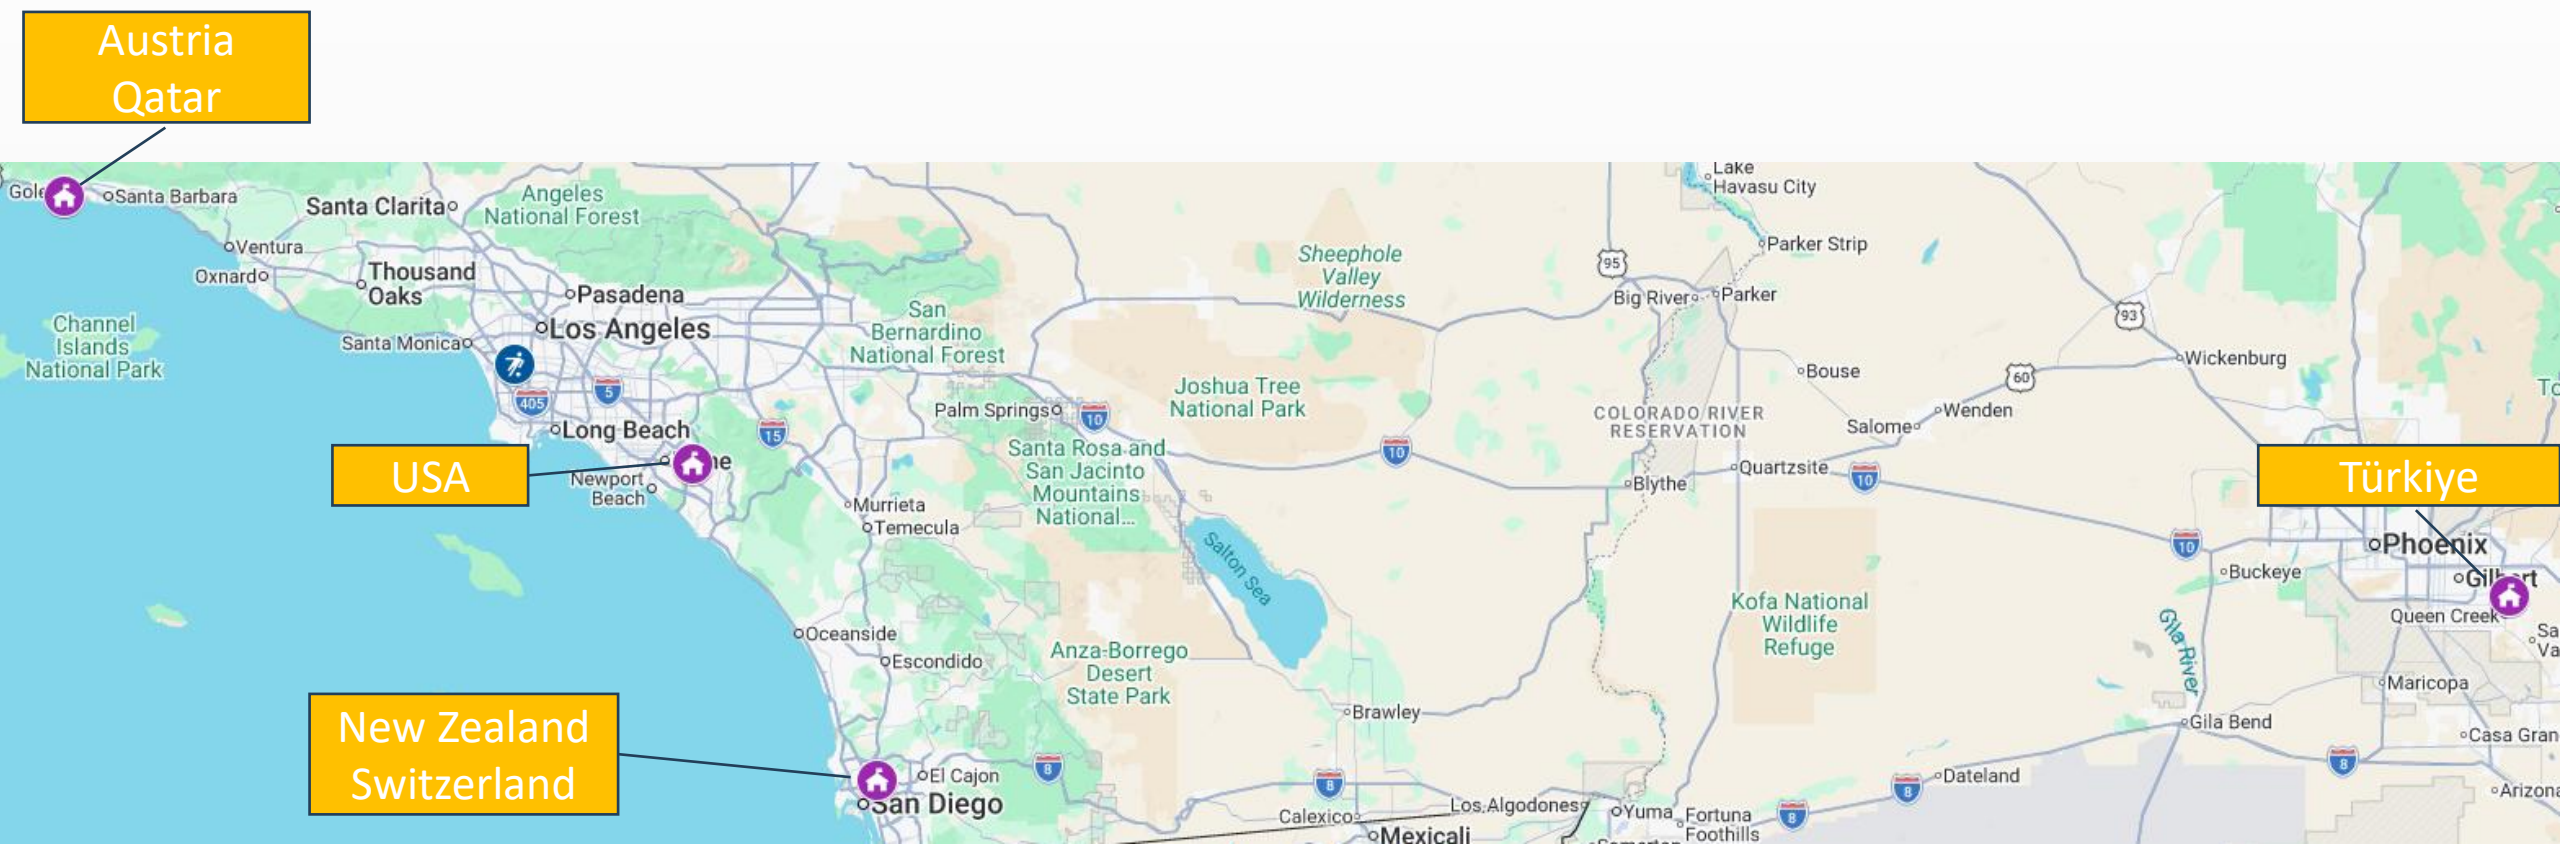 Austria
Qatar
Santa Barbara
Santa Clarita
Angeles
National Forest
Ventura
Oxnard
Thousand
Oaks
Pasadena
Los Angeles
Santa Monica
Channel
Islands
National Park
405
5
Long Beach
15
USA
Newport
Beach
San
Bernardino
National Forest
Palm Springs
10
Joshua Tree
National Park
Sheephole
Valley
Wilderness
Santa Rosa and
San Jacinto
Mountains
National...
Murrieta
Temecula
Salton Sea
Oceanside
Escondido
Anza-Borrego
Desert
State Park
New Zealand
Switzerland
El Cajon
San Diego
8
Brawley
8
Calexico
Mexicali
Los Algodones
Yuma
Fortuna
Foothills
8
8
Dateland
Lake
Havasu City
Parker Strip
95
Big River
Parker
93
Wickenburg
60
Bouse
Wenden
Salome
COLORADO RIVER
RESERVATION
10
Quartzsite
10
Blythe
Kofa National
Wildlife
Refuge
Türkiye
10
Phoenix
Buckeye
Gilbert
Queen Creek
Gila River
Maricopa
Gila Bend
8